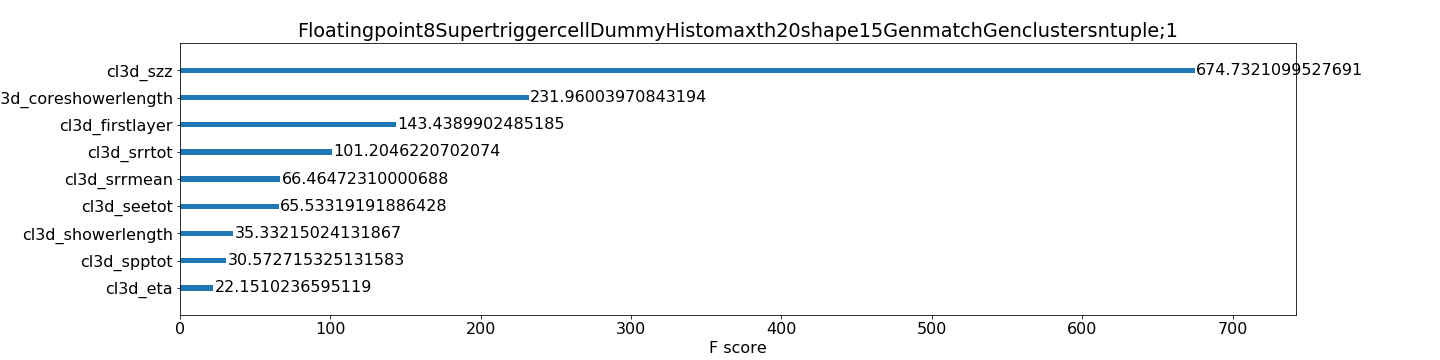 Floatingpoint8SupertriggercellDummyHistomaxth20shape15GenmatchGenclustersntuple;1
cl3d_szz 674.7321099527691
3d_coreshowerlength 231.96003970843194
cl3d_firstlayer 143.4389902485185
cl3d_srrtot 101.2046220702074
cl3d_srrmean 66.46472310000688
cl3d_seetot 65.53319191886428
cl3d_showerlength 35.33215024131867
cl3d_spptot 30.572715325131583
cl3d_eta 22.1510236595119
0 100 200 300 400 500 600 700
F score